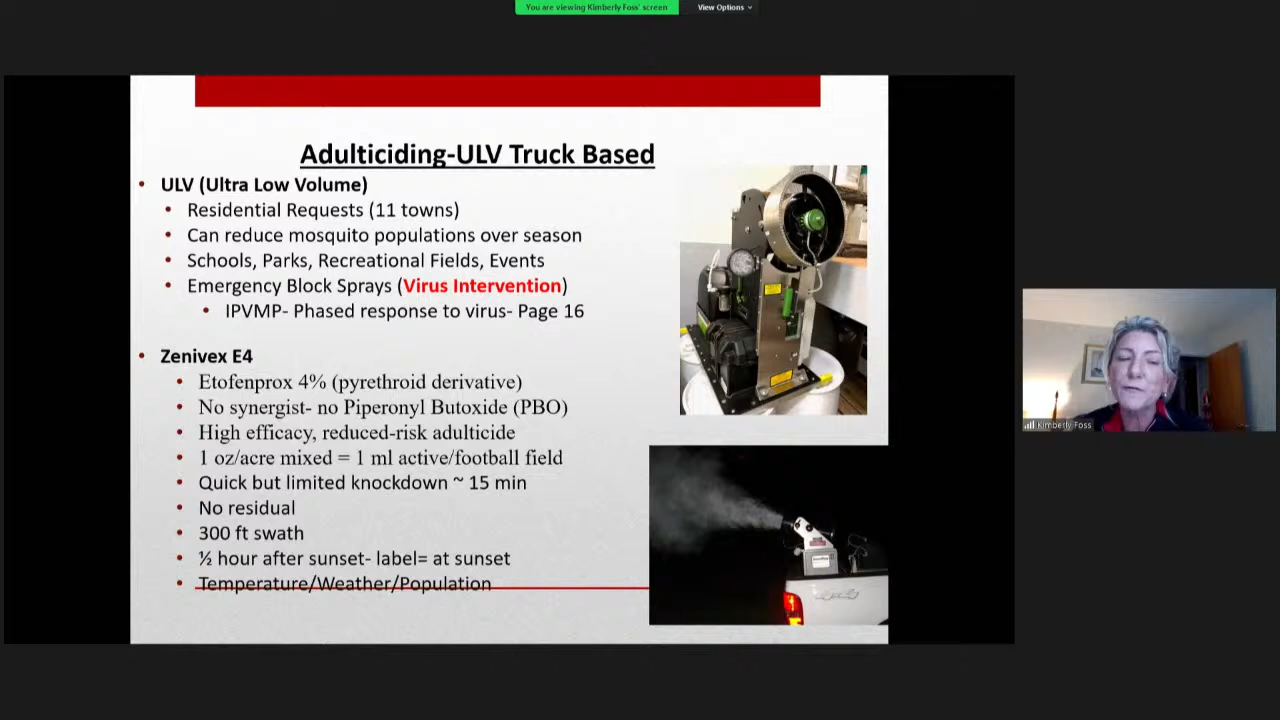 You are viewing Kimberly Foss' screen
View Options
Adulticiding-ULV Truck Based
• ULV (Ultra Low Volume)
• Residential Requests (11 towns)
• Can reduce mosquito populations over season
• Schools, Parks, Recreational Fields, Events
• Emergency Block Sprays (Virus Intervention)
• IPVMP- Phased response to virus- Page 16
• Zenivex E4
• Etofenprox 4% (pyrethroid derivative)
• No synergist- no Piperonyl Butoxide (PBO)
• High efficacy, reduced-risk adulticide
• 1 oz/acre mixed = 1 ml active/football field
• Quick but limited knockdown ~ 15 min
• No residual
• 300 ft swath
• ½ hour after sunset- label= at sunset
• Temperature/Weather/Population
Kimberly Foss